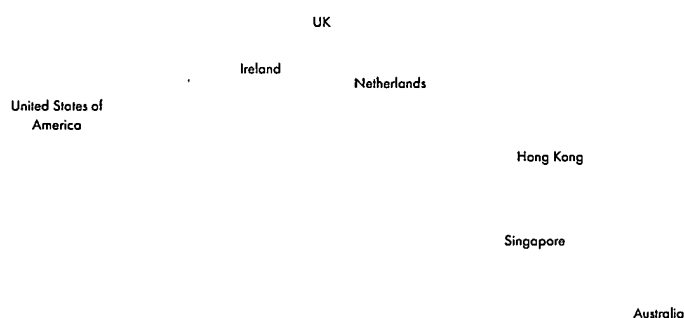 UK
Ireland
Netherlands
United States of
America
Hong Kong
Singapore
Australia